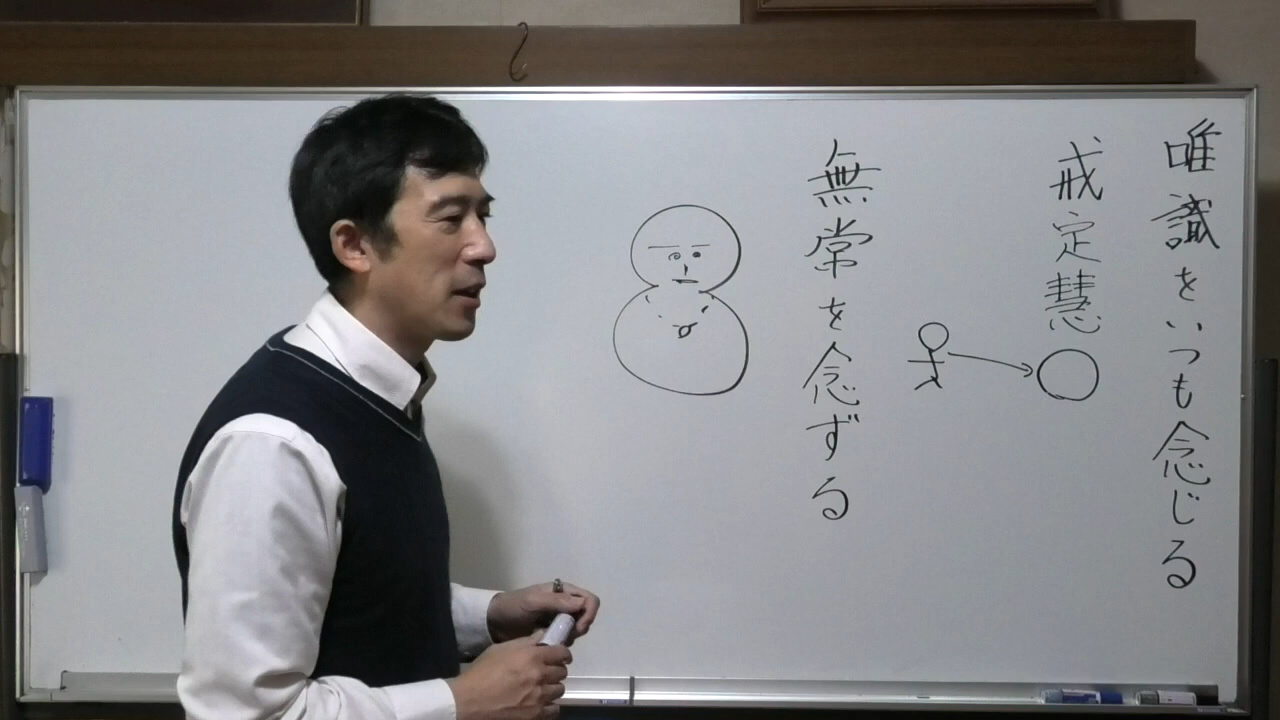 唯識をいつも念じる
戒定慧
無常を念ずる